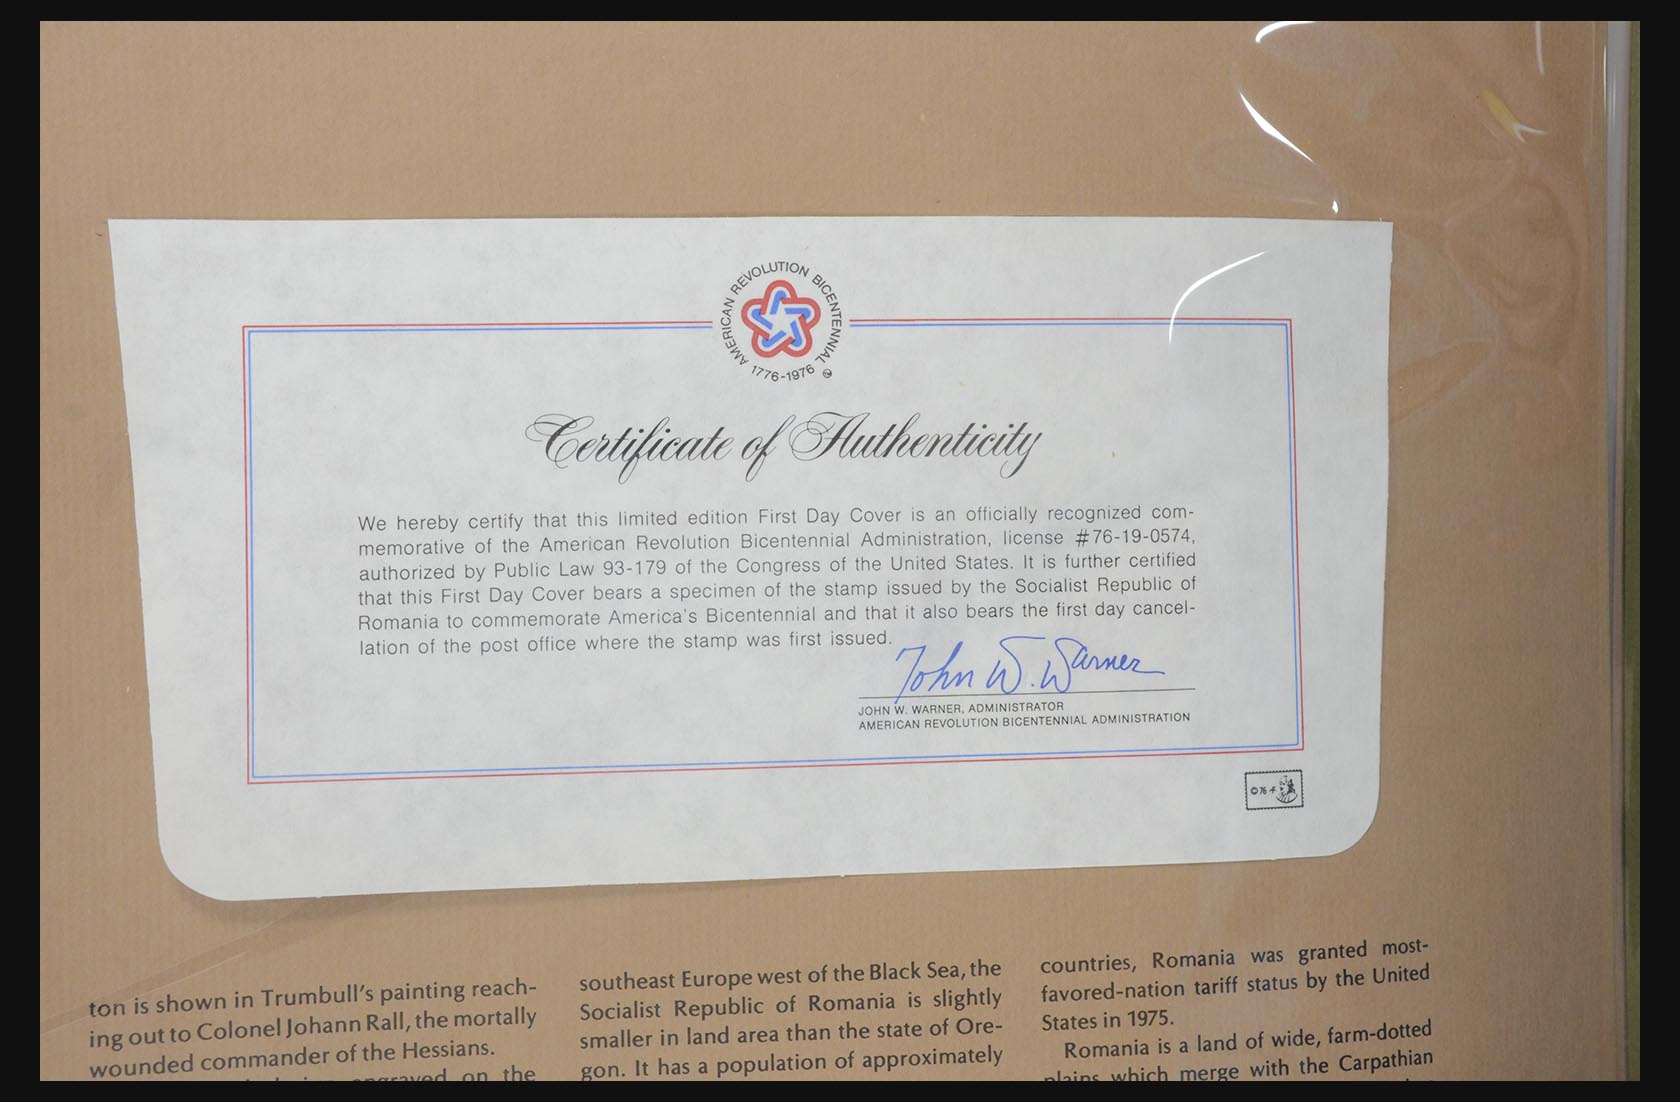 AMERICAN REVOLUTION BICENTENNIAL
1776-1976
Certificate of Authenticity
We hereby certify that this limited edition First Day Cover is an officially recognized com-
memorative of the American Revolution Bicentennial Administration, license #76-19-0574,
authorized by Public Law 93-179 of the Congress of the United States. It is further certified
that this First Day Cover bears a specimen of the stamp issued by the Socialist Republic of
Romania to commemorate America's Bicentennial and that it also bears the first day cancel-
lation of the post office where the stamp was first issued.
John W. Warner
JOHN W. WARNER, ADMINISTRATOR
AMERICAN REVOLUTION BICENTENNIAL ADMINISTRATION
©76
ton is shown in Trumbull's painting reach-
ing out to Colonel Johann Rall, the mortally
wounded commander of the Hessians.
engraved on the
southeast Europe west of the Black Sea, the
Socialist Republic of Romania is slightly
smaller in land area than the state of Ore-
gon. It has a population of approximately
countries, Romania was granted most-
favored-nation tariff status by the United
States in 1975.
Romania is a land of wide, farm-dotted
plains which merge with the Carpathian